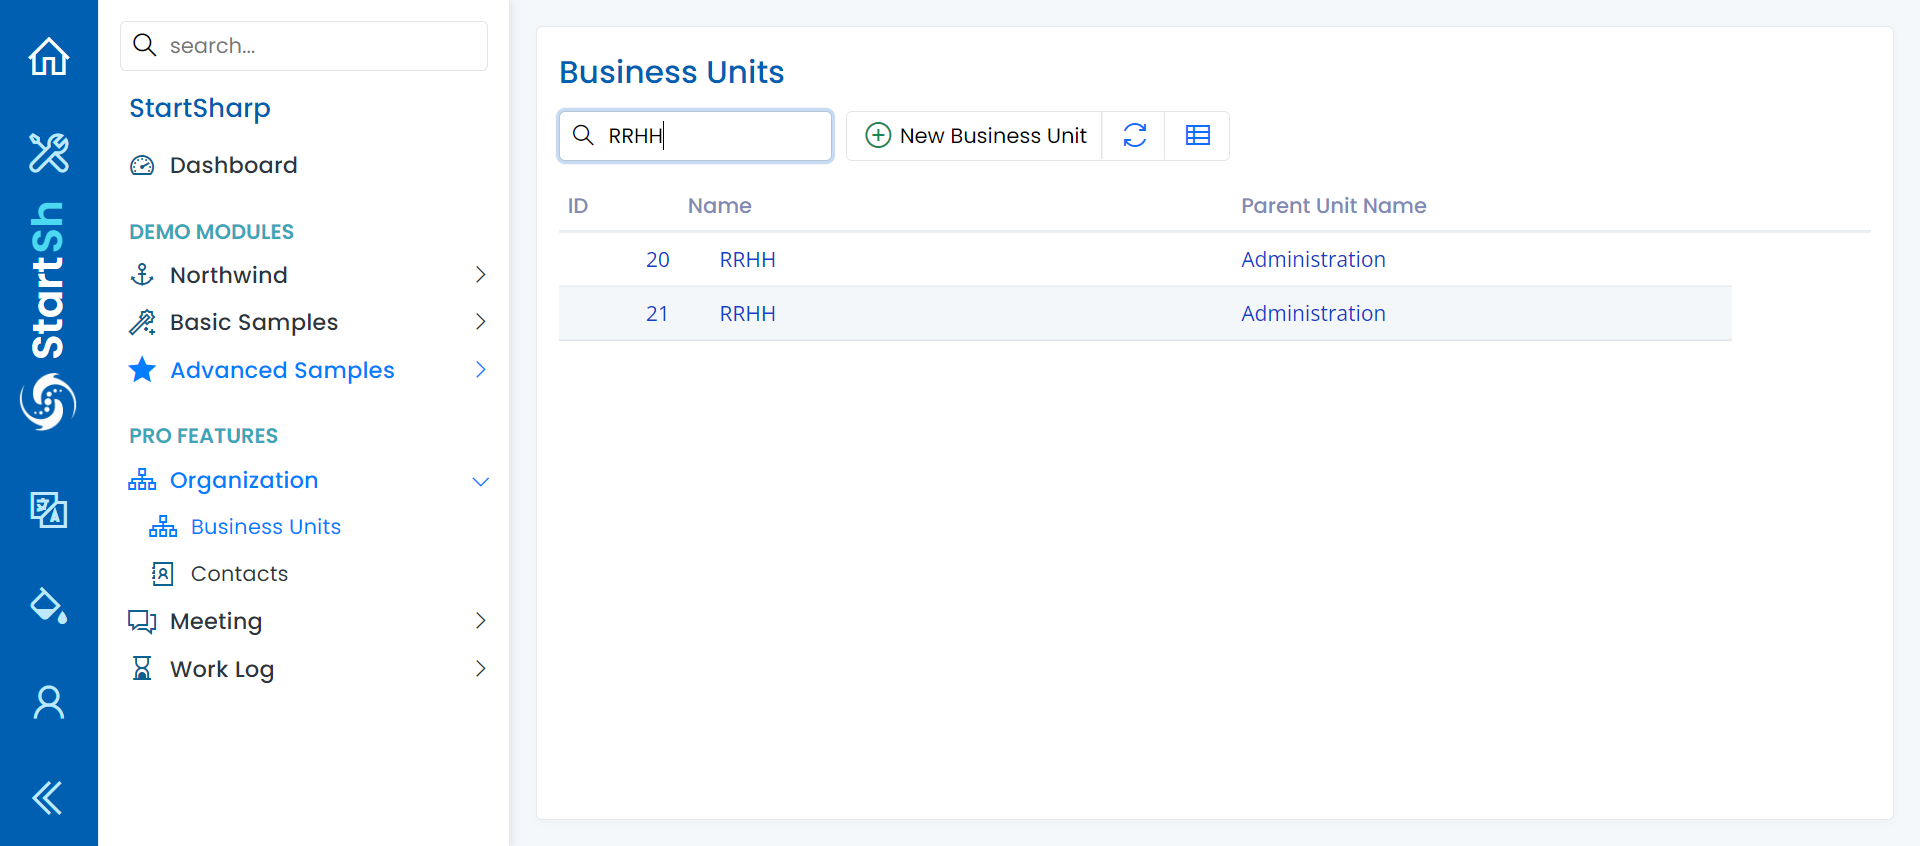 search...
StartSharp
Dashboard
DEMO MODULES
Northwind
Basic Samples
Advanced Samples
PRO FEATURES
Organization
Business Units
Contacts
Meeting
Work Log
StartSh
Business Units
RRHH
New Business Unit
ID Name Parent Unit Name
20 RRHH Administration
21 RRHH Administration